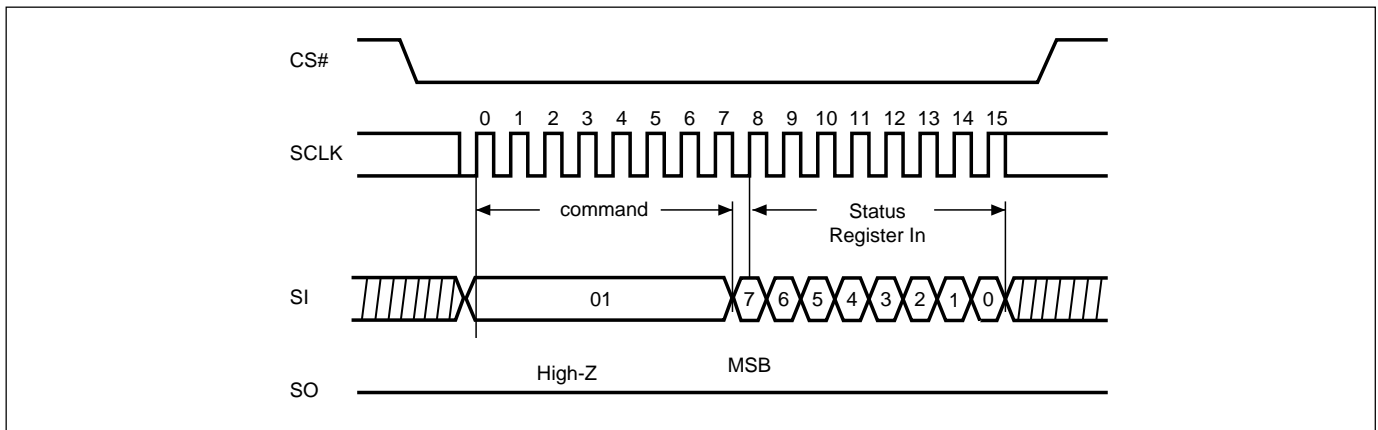 CS#
0 1 2 3 4 5 6 7 8 9 10 11 12 13 14 15
SCLK
command
Status
Register In
SI
01
7 6 5 4 3 2 1 0
MSB
High-Z
SO